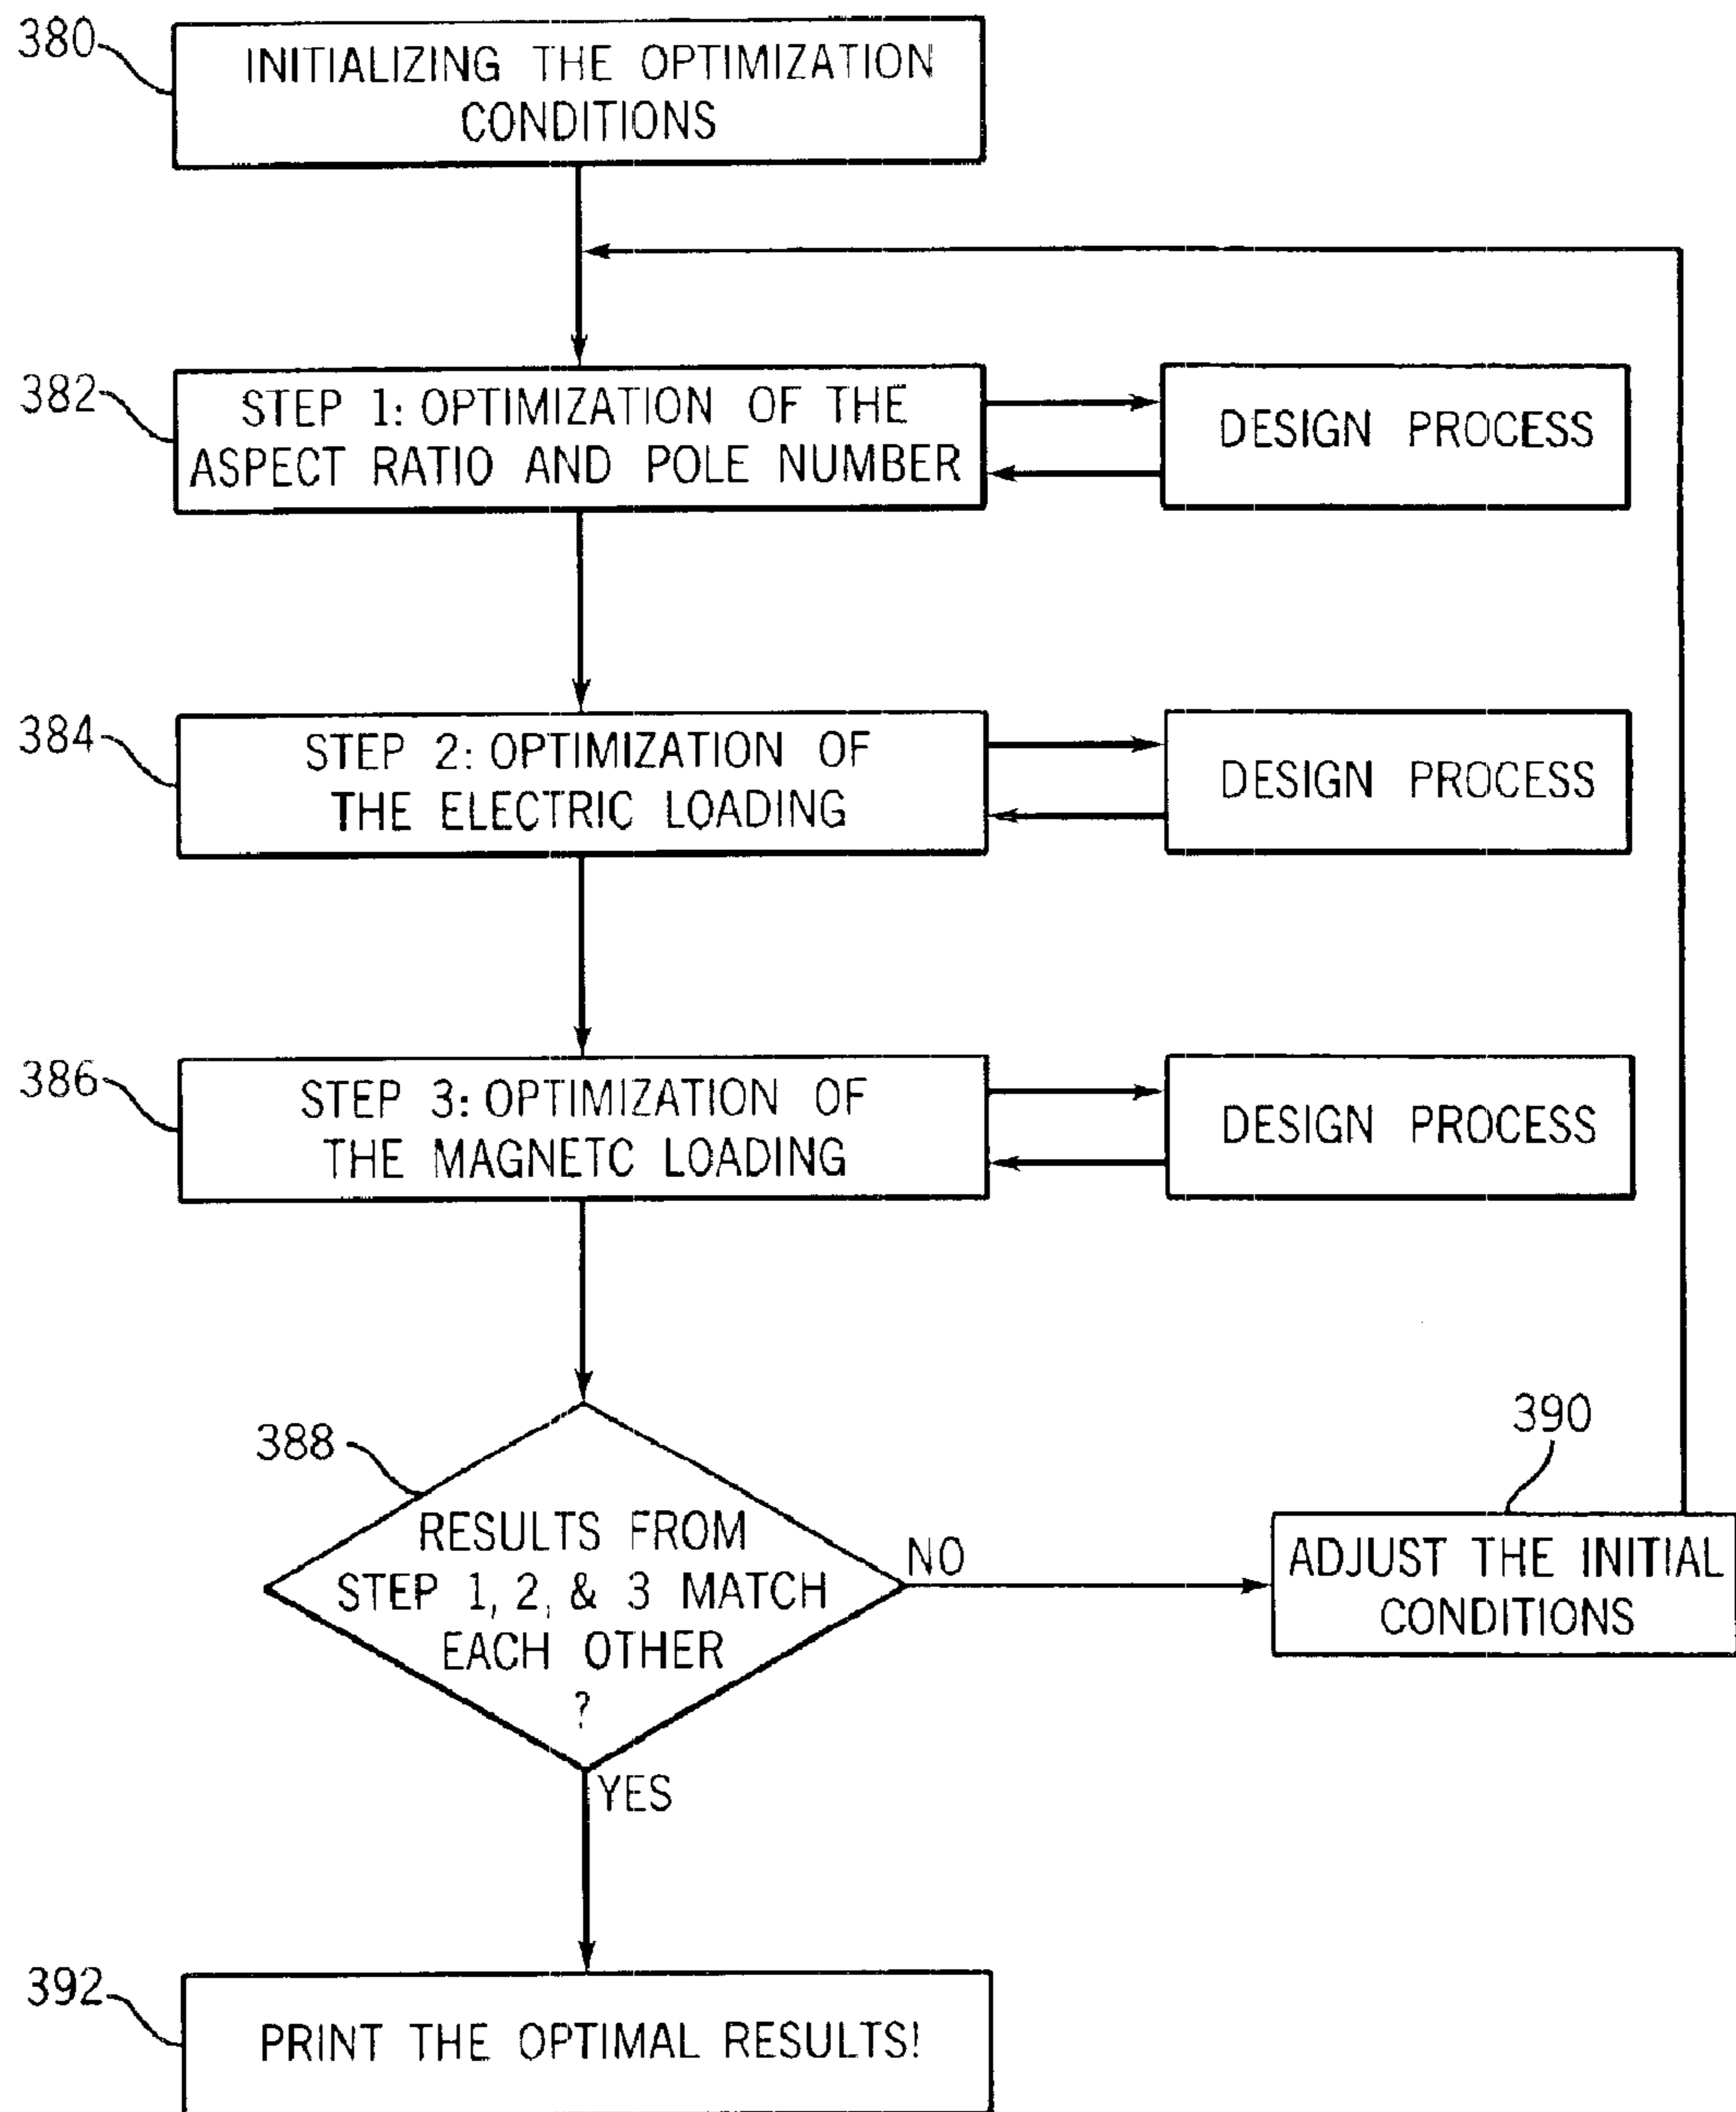 380
INITIALIZING THE OPTIMIZATION
CONDITIONS
382
STEP 1: OPTIMIZATION OF THE
ASPECT RATIO AND POLE NUMBER
DESIGN PROCESS
384
STEP 2: OPTIMIZATION OF
THE ELECTRIC LOADING
DESIGN PROCESS
386
STEP 3: OPTIMIZATION OF
THE MAGNETC LOADING
DESIGN PROCESS
388
RESULTS FROM
STEP 1, 2, & 3 MATCH
EACH OTHER
?
NO
390
ADJUST THE INITIAL
CONDITIONS
YES
392
PRINT THE OPTIMAL RESULTS!